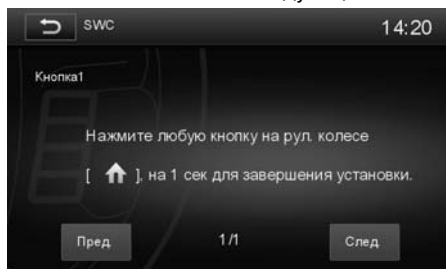 SWC 14:20
Кнопка1
Нажмите любую кнопку на рул. колесе
[ ], на 1 сек для завершения установки.
Пред. 1/1 След.